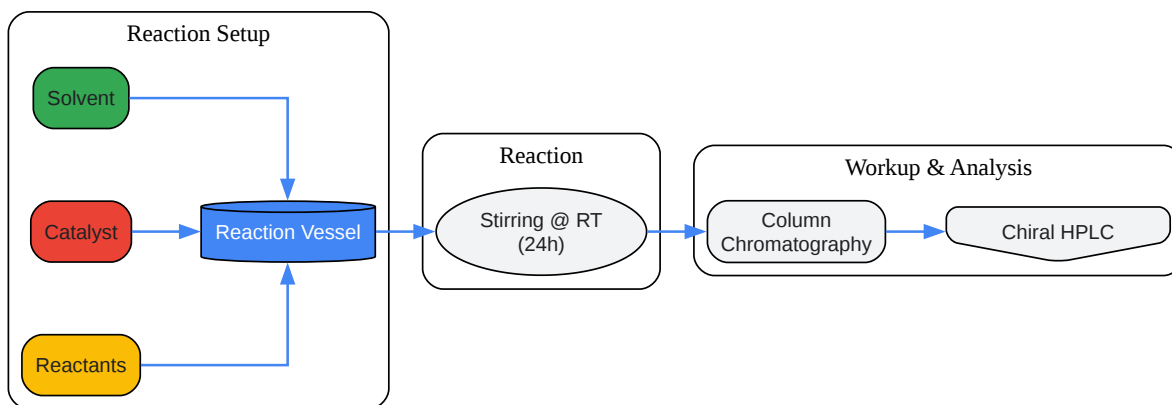 Reaction Setup
Solvent
Catalyst
Reactants
Reaction Vessel
Reaction
Stirring @ RT
(24h)
Workup & Analysis
Column
Chromatography
Chiral HPLC